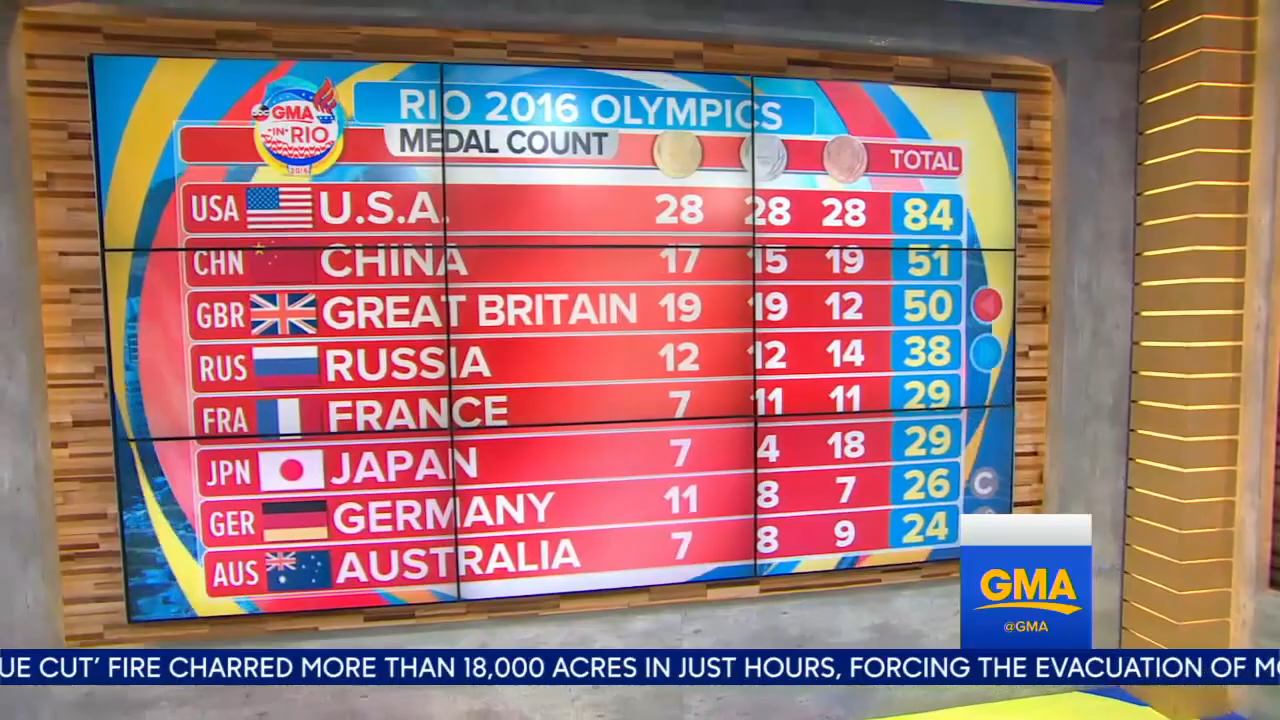 RIO 2016 OLYMPICS
abc GMA
IN
RIO
2016
MEDAL COUNT
TOTAL
USA U.S.A. 28 28 28 84
CHN CHINA 17 15 19 51
GBR GREAT BRITAIN 19 19 12 50
RUS RUSSIA 12 12 14 38
FRA FRANCE 7 11 11 29
JPN JAPAN 7 4 18 29
GER GERMANY 11 8 7 26
AUS AUSTRALIA 7 8 9 24
C
GMA
@GMA
UE CUT' FIRE CHARRED MORE THAN 18,000 ACRES IN JUST HOURS, FORCING THE EVACUATION OF M